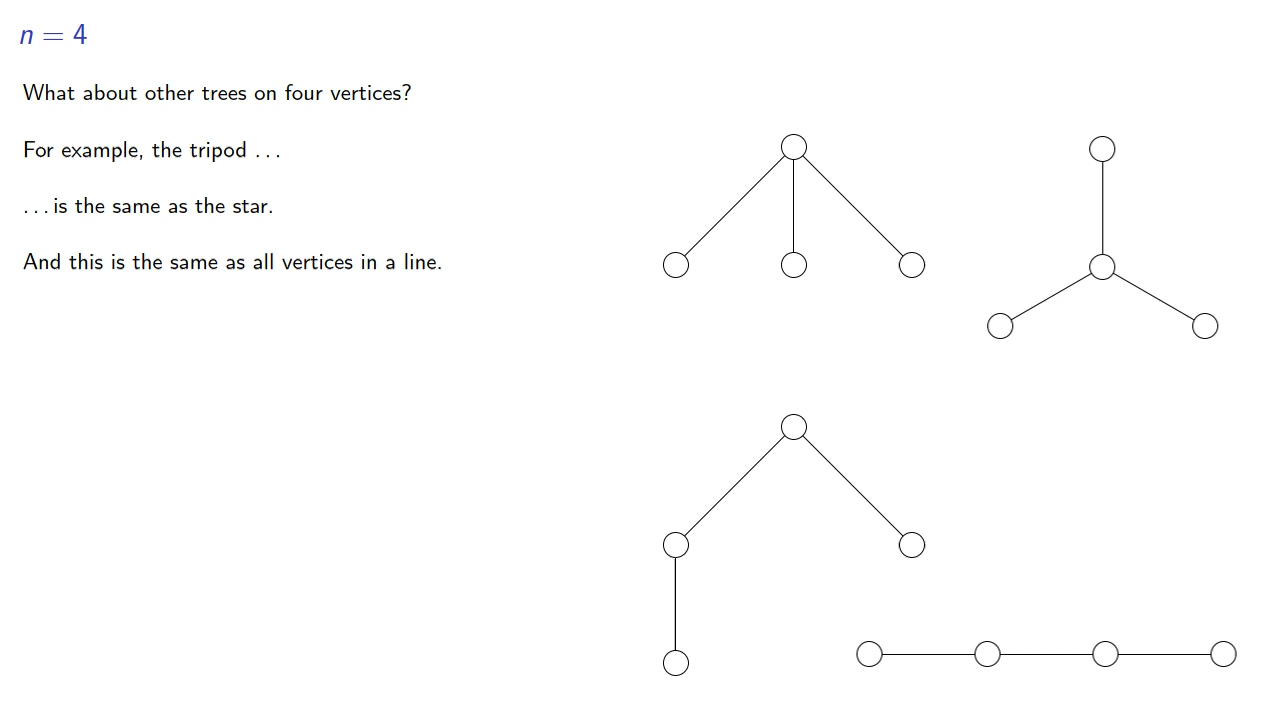 n = 4
What about other trees on four vertices?
For example, the tripod . . .
. . . is the same as the star.
And this is the same as all vertices in a line.